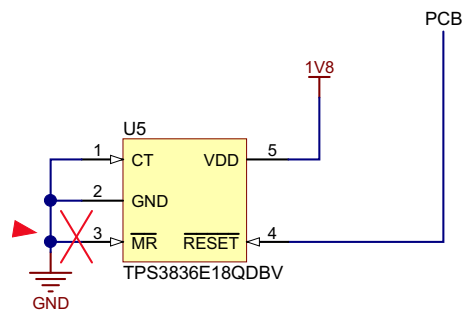 PCB
1V8
U5
1 CT VDD 5
2 GND
3 MR RESET 4
TPS3836E18QDBV
GND